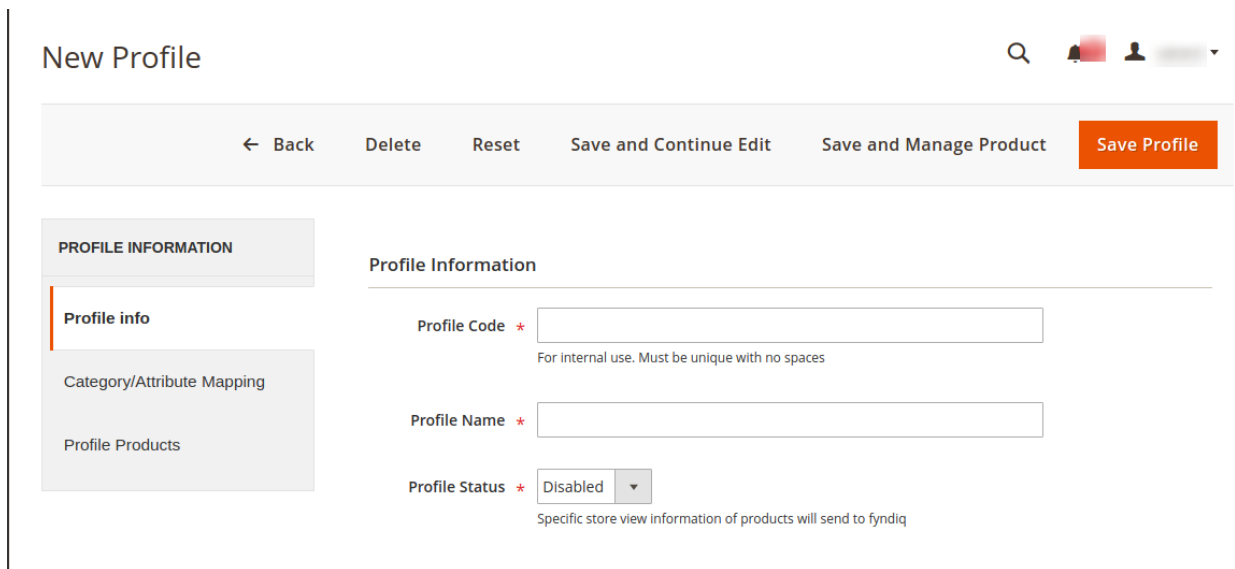 New Profile
← Back Delete Reset Save and Continue Edit Save and Manage Product Save Profile
PROFILE INFORMATION
Profile info
Category/Attribute Mapping
Profile Products
Profile Information
Profile Code *
For internal use. Must be unique with no spaces
Profile Name *
Profile Status * Disabled
Specific store view information of products will send to fyndiq